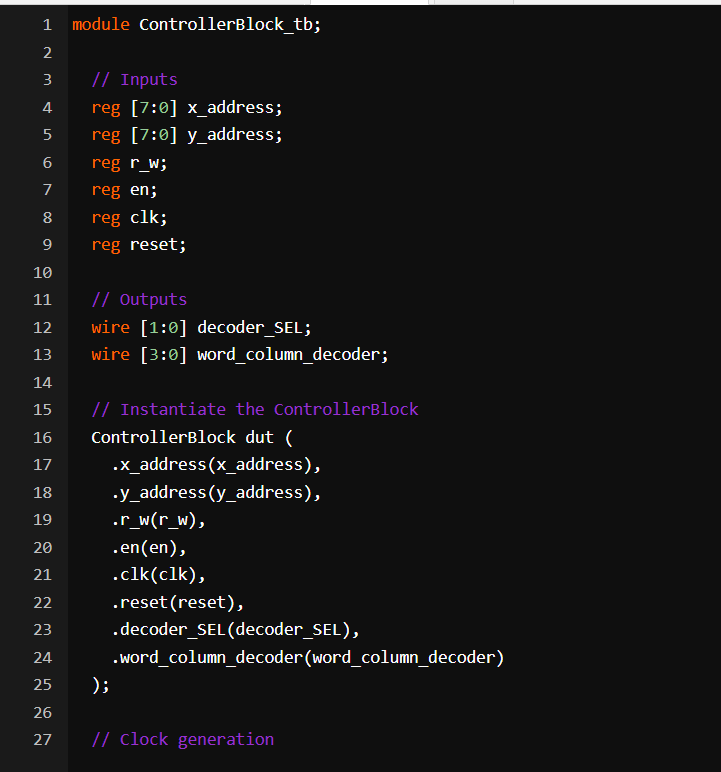 1 module ControllerBlock_tb;
2
3 // Inputs
4 reg [7:0] x_address;
5 reg [7:0] y_address;
6 reg r_w;
7 reg en;
8 reg clk;
9 reg reset;
10
11 // Outputs
12 wire [1:0] decoder_SEL;
13 wire [3:0] word_column_decoder;
14
15 // Instantiate the ControllerBlock
16 ControllerBlock dut (
17 .x_address(x_address),
18 .y_address(y_address),
19 .r_w(r_w),
20 .en(en),
21 .clk(clk),
22 .reset(reset),
23 .decoder_SEL(decoder_SEL),
24 .word_column_decoder(word_column_decoder)
25 );
26
27 // Clock generation